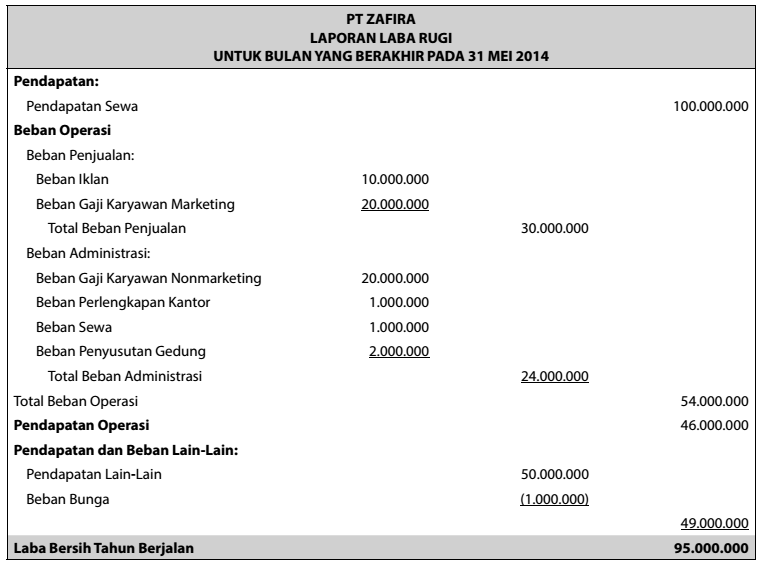 PT ZAFIRA
LAPORAN LABA RUGI
UNTUK BULAN YANG BERAKHIR PADA 31 MEI 2014
Pendapatan:
Pendapatan Sewa 100.000.000
Beban Operasi
Beban Penjualan:
Beban Iklan 10.000.000
Beban Gaji Karyawan Marketing 20.000.000
Total Beban Penjualan 30.000.000
Beban Administrasi:
Beban Gaji Karyawan Nonmarketing 20.000.000
Beban Perlengkapan Kantor 1.000.000
Beban Sewa 1.000.000
Beban Penyusutan Gedung 2.000.000
Total Beban Administrasi 24.000.000
Total Beban Operasi 54.000.000
Pendapatan Operasi 46.000.000
Pendapatan dan Beban Lain-Lain:
Pendapatan Lain-Lain 50.000.000
Beban Bunga (1.000.000)
49.000.000
Laba Bersih Tahun Berjalan 95.000.000